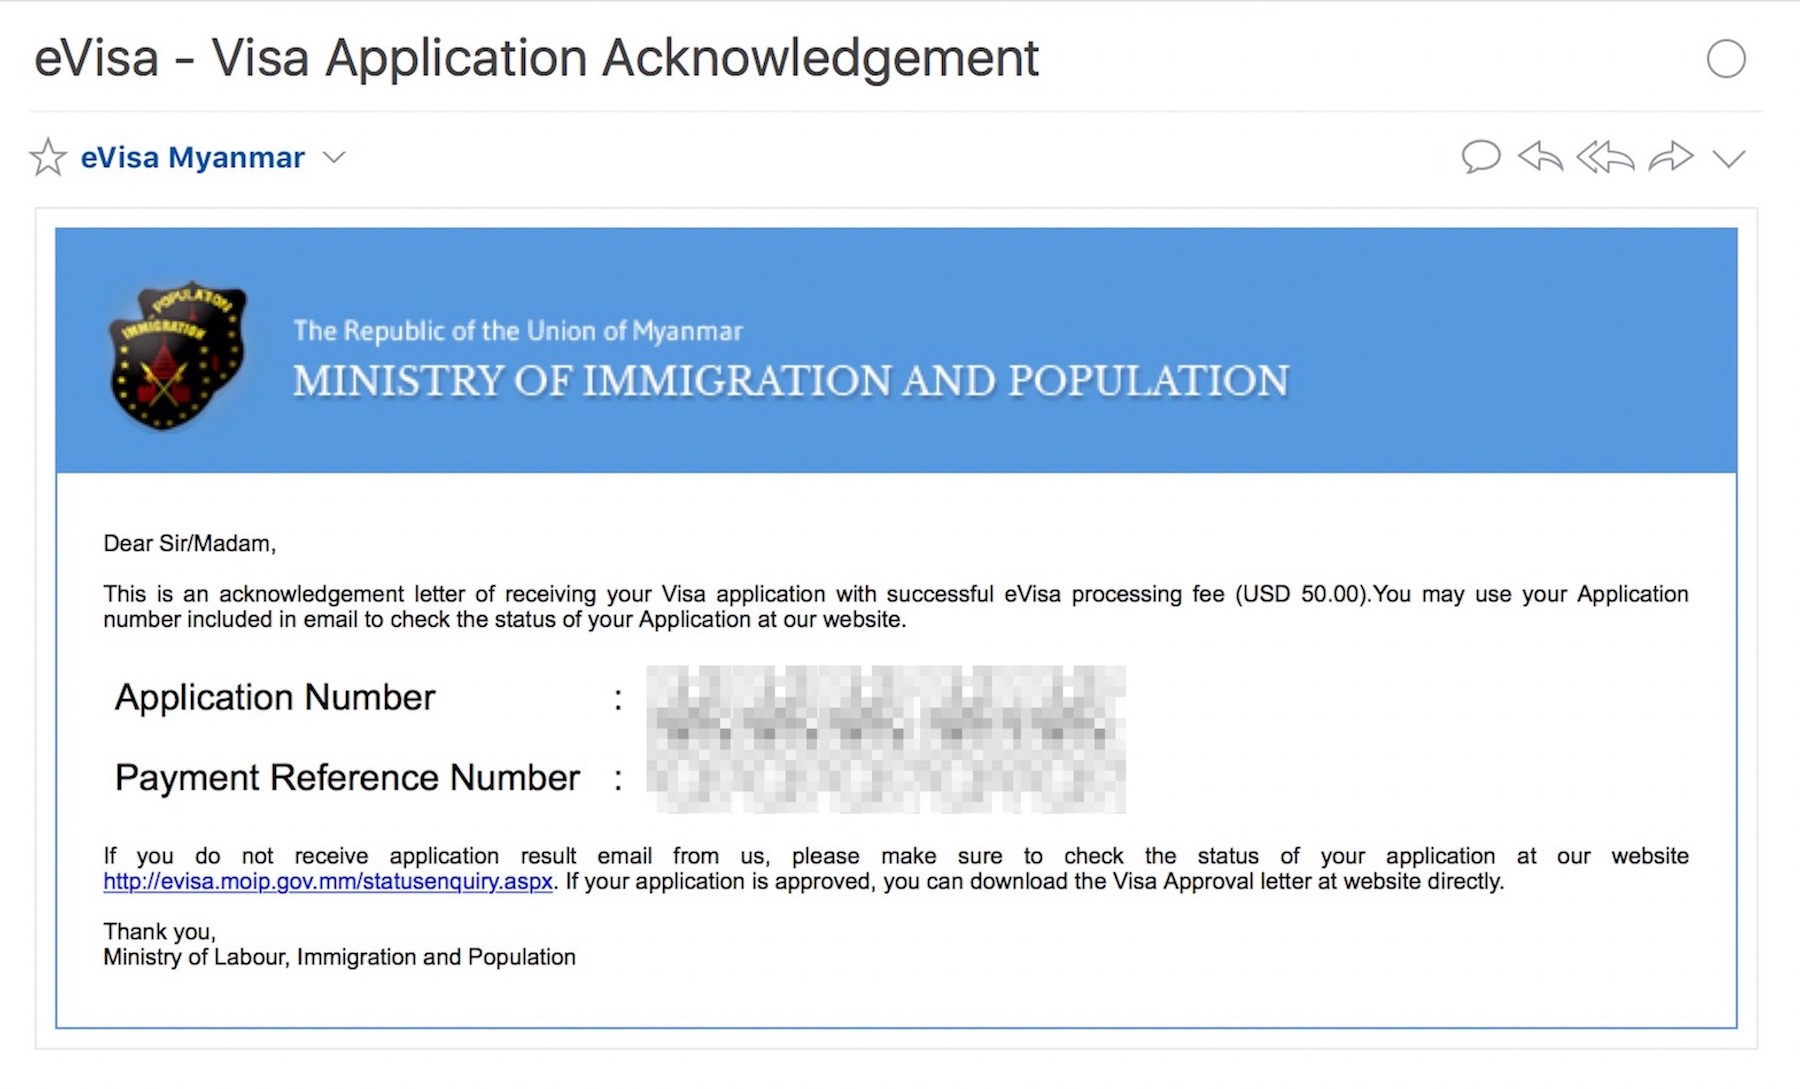 eVisa - Visa Application Acknowledgement
eVisa Myanmar
POPULATION
IMMIGRATION
The Republic of the Union of Myanmar
MINISTRY OF IMMIGRATION AND POPULATION
Dear Sir/Madam,
This is an acknowledgement letter of receiving your Visa application with successful eVisa processing fee (USD 50.00).You may use your Application
number included in email to check the status of your Application at our website.
Application Number :
Payment Reference Number :
If you do not receive application result email from us, please make sure to check the status of your application at our website
http://evisa.moip.gov.mm/statusenquiry.aspx. If your application is approved, you can download the Visa Approval letter at website directly.
Thank you,
Ministry of Labour, Immigration and Population